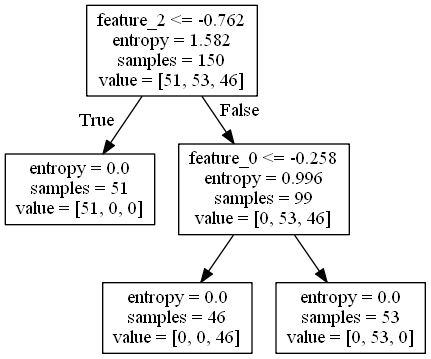 feature_2 <= -0.762
entropy = 1.582
samples = 150
value = [51, 53, 46]
True
False
entropy = 0.0
samples = 51
value = [51, 0, 0]
feature_0 <= -0.258
entropy = 0.996
samples = 99
value = [0, 53, 46]
entropy = 0.0
samples = 46
value = [0, 0, 46]
entropy = 0.0
samples = 53
value = [0, 53, 0]